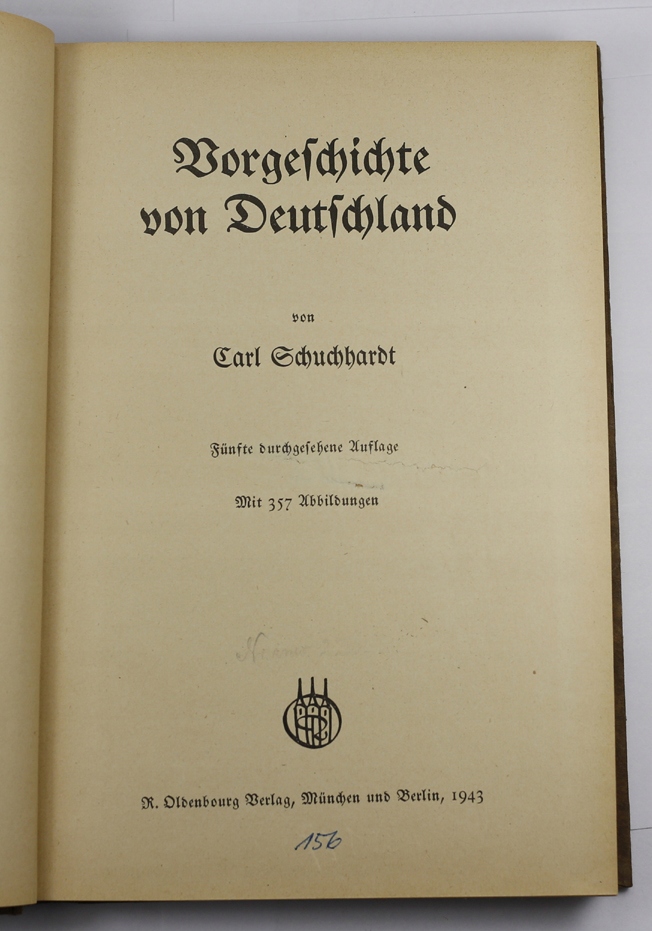 Vorgeschichte
von Deutschland
von
Carl Schuchhardt
Fünfte durchgesehene Auflage
Mit 357 Abbildungen
R. Oldenbourg Verlag, München und Berlin, 1943
156